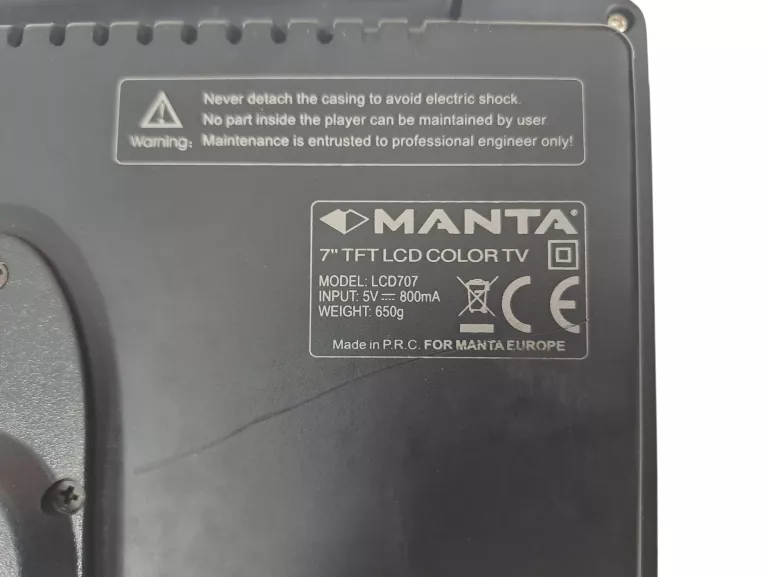 Never detach the casing to avoid electric shock.
No part inside the player can be maintained by user.
Warning: Maintenance is entrusted to professional engineer only!
MANTA®
7" TFT LCD COLOR TV
MODEL: LCD707
INPUT: 5V⎓800mA
WEIGHT: 650g
CE
Made in P.R.C. FOR MANTA EUROPE